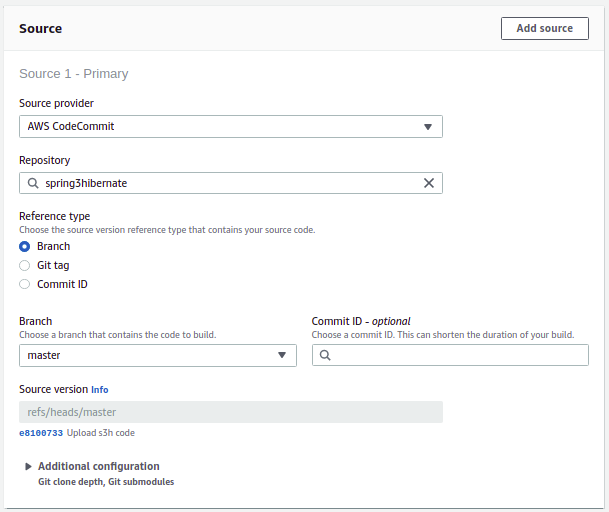 Source
Add source
Source 1 - Primary
Source provider
AWS CodeCommit
Repository
spring3hibernate
Reference type
Choose the source version reference type that contains your source code.
Branch
Git tag
Commit ID
Branch
Choose a branch that contains the code to build.
master
Commit ID - optional
Choose a commit ID. This can shorten the duration of your build.
Source version Info
refs/heads/master
e8100733 Upload s3h code
Additional configuration
Git clone depth, Git submodules